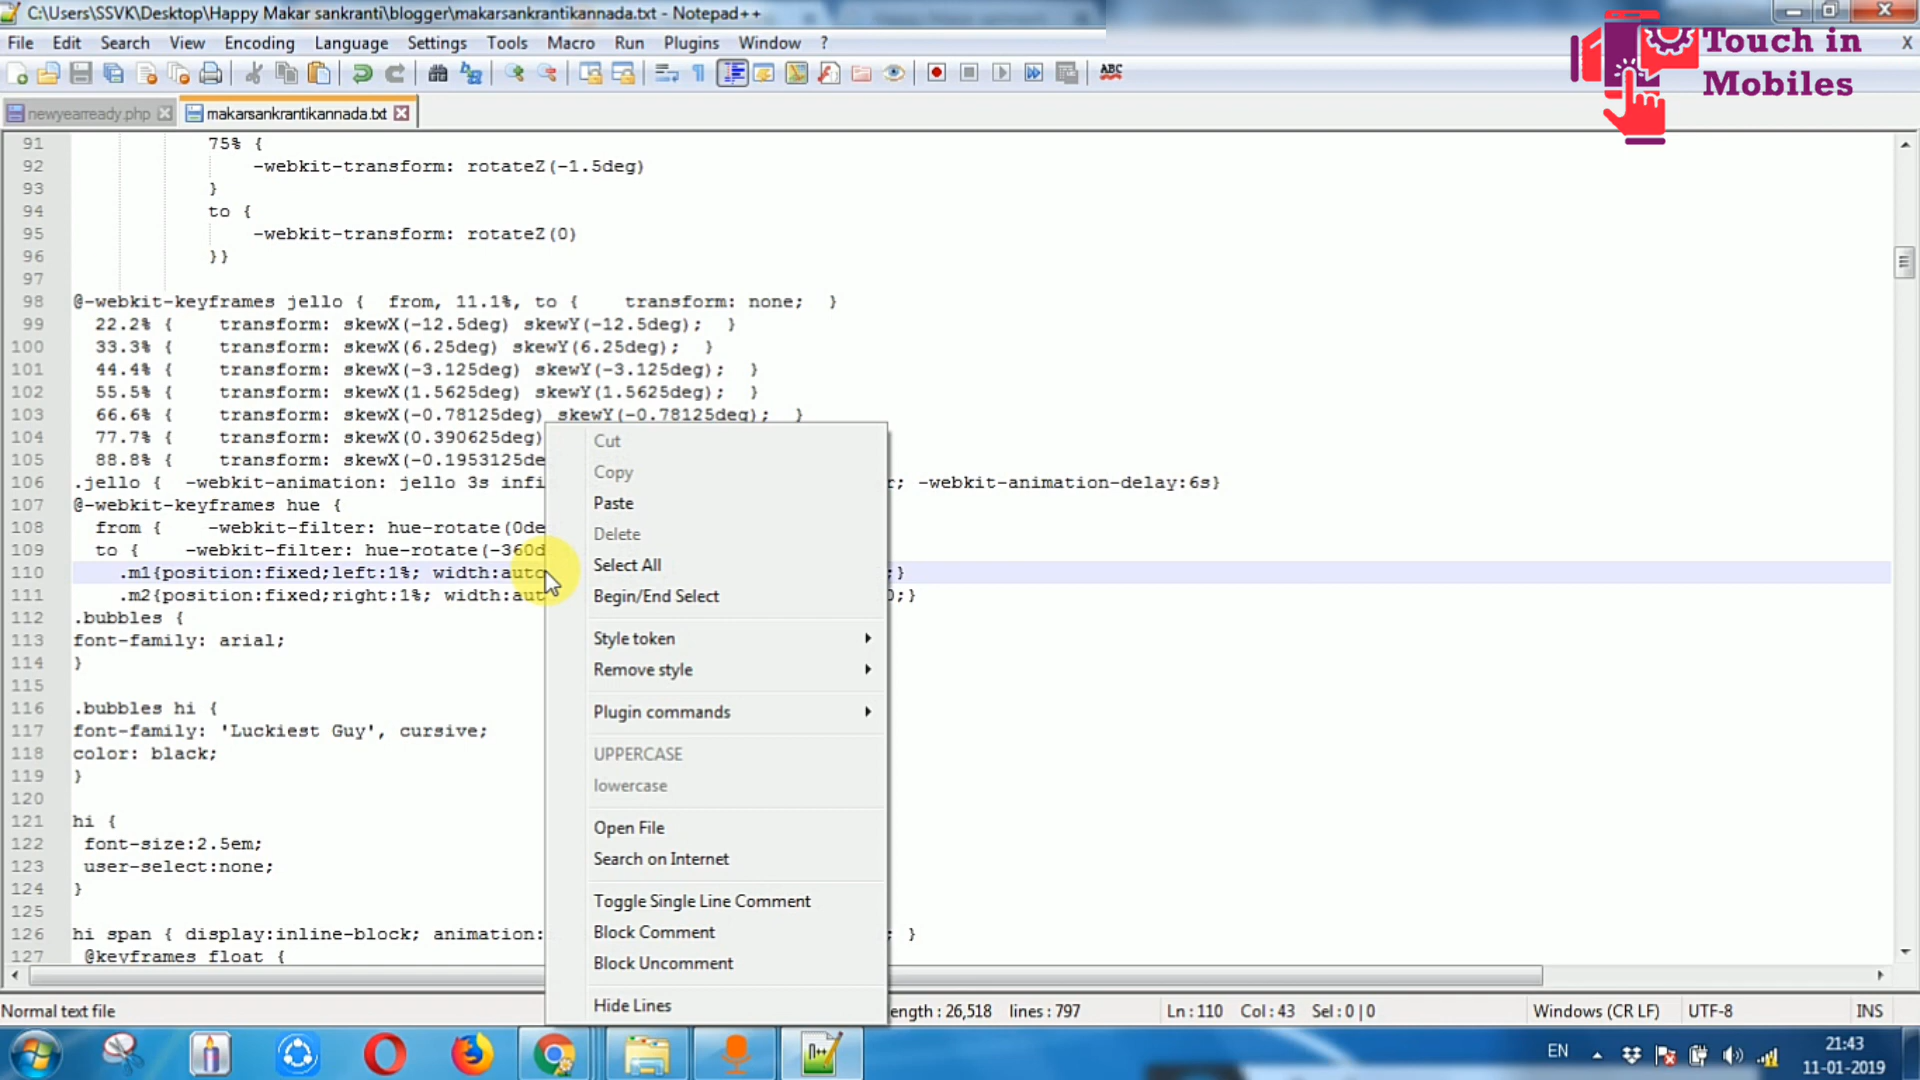 C:\Users\SSVK\Desktop\Happy Makar sankranti\blogger\makarsankrantikannada.txt - Notepad++
Touch in
Mobiles
File Edit Search View Encoding Language Settings Tools Macro Run Plugins Window ? X
ABC
newyearready.php makarsankrantikannada.txt
91 75% {
92 -webkit-transform: rotateZ(-1.5deg)
93 }
94 to {
95 -webkit-transform: rotateZ(0)
96 }}
97
98 @-webkit-keyframes jello { from, 11.1%, to { transform: none; }
99 22.2% { transform: skewX(-12.5deg) skewY(-12.5deg); }
100 33.3% { transform: skewX(6.25deg) skewY(6.25deg); }
101 44.4% { transform: skewX(-3.125deg) skewY(-3.125deg); }
102 55.5% { transform: skewX(1.5625deg) skewY(1.5625deg); }
103 66.6% { transform: skewX(-0.78125deg) skewY(-0.78125deg); }
104 77.7% { transform: skewX(0.390625deg)
105 88.8% { transform: skewX(-0.1953125de
106 .jello { -webkit-animation: jello 3s infi r; -webkit-animation-delay:6s}
107 @-webkit-keyframes hue {
108 from { -webkit-filter: hue-rotate(0de
109 to { -webkit-filter: hue-rotate(-360d
110 .m1{position:fixed;left:1%; width:auto ;}
111 .m2{position:fixed;right:1%; width:aut 0;}
112 .bubbles {
113 font-family: arial;
114 }
115
116 .bubbles hi {
117 font-family: 'Luckiest Guy', cursive;
118 color: black;
119 }
120
121 hi {
122 font-size:2.5em;
123 user-select:none;
124 }
125
126 hi span { display:inline-block; animation: ; }
127 @keyframes float {
Cut
Copy
Paste
Delete
Select All
Begin/End Select
Style token
Remove style
Plugin commands
UPPERCASE
lowercase
Open File
Search on Internet
Toggle Single Line Comment
Block Comment
Block Uncomment
Hide Lines
Normal text file ength : 26,518 lines : 797 Ln : 110 Col : 43 Sel : 0 | 0 Windows (CR LF) UTF-8 INS
EN 21:43
11-01-2019